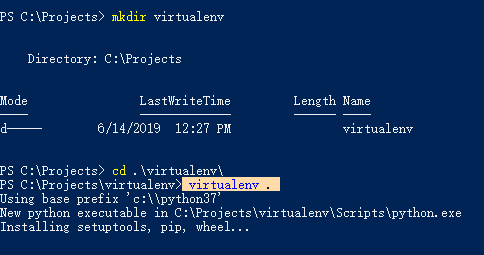 PS C:\Projects> mkdir virtualenv
Directory: C:\Projects
Mode LastWriteTime Length Name
d----- 6/14/2019 12:27 PM virtualenv
PS C:\Projects> cd .\virtualenv\
PS C:\Projects\virtualenv> virtualenv .
Using base prefix 'c:\\python37'
New python executable in C:\Projects\virtualenv\Scripts\python.exe
Installing setuptools, pip, wheel...